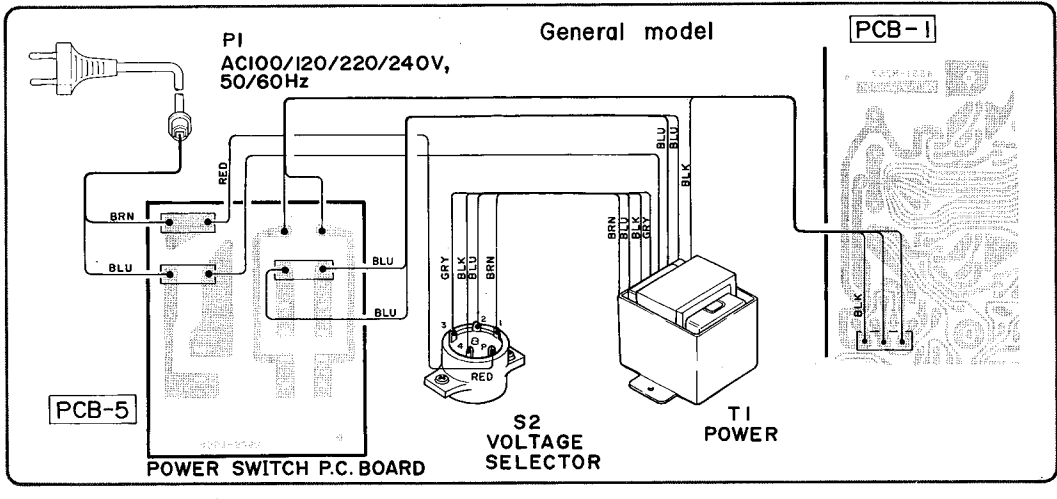 P1
AC100/120/220/240V,
50/60Hz
General model
PCB-1
RED
BLU
BLU
BLK
BRN
BLU
BLU
BLU
GRY
BLK
BLU
BRN
BRN
BLU
BLK
GRY
BLK
3
2
1
4
P
RED
PCB-5
POWER SWITCH P.C. BOARD
S2
VOLTAGE
SELECTOR
T1
POWER